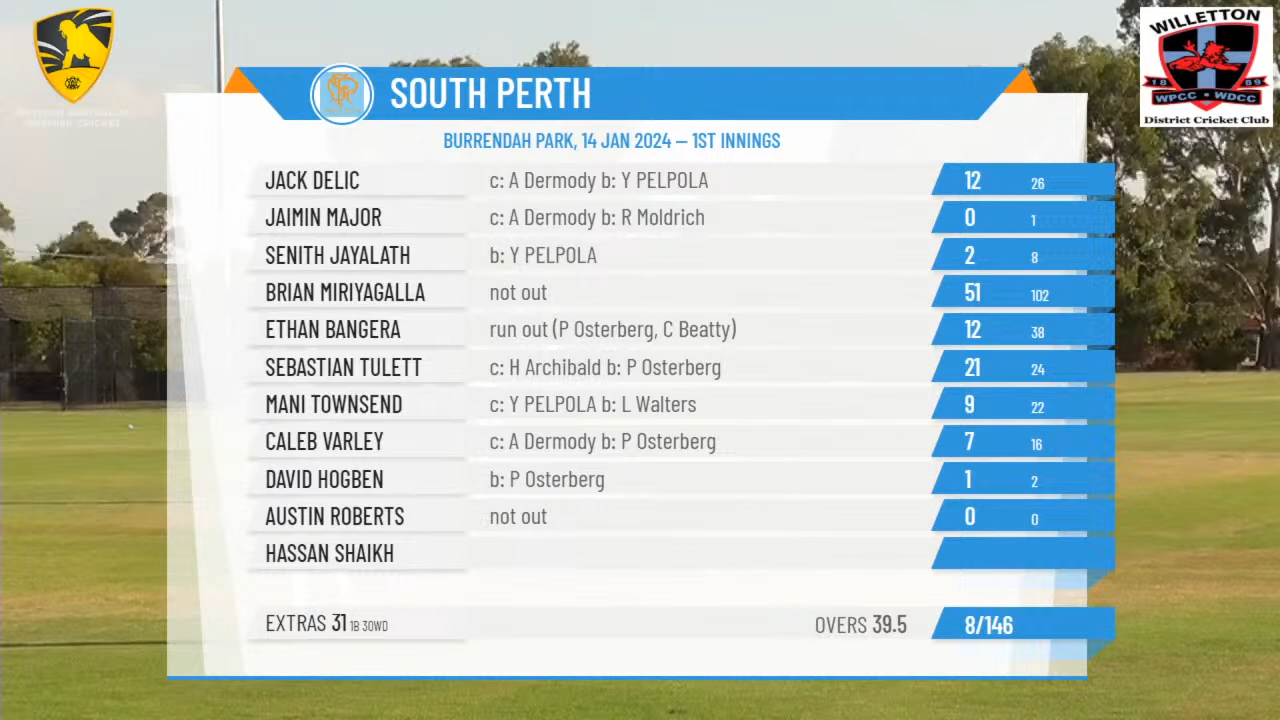 WILLETTON
1889
WPCC • WDCC
District Cricket Club
SOUTH PERTH
BURRENDAH PARK, 14 JAN 2024 – 1ST INNINGS
JACK DELIC c: A Dermody b: Y PELPOLA 12 26
JAIMIN MAJOR c: A Dermody b: R Moldrich 0 1
SENITH JAYALATH b: Y PELPOLA 2 8
BRIAN MIRIYAGALLA not out 51 102
ETHAN BANGERA run out (P Osterberg, C Beatty) 12 38
SEBASTIAN TULETT c: H Archibald b: P Osterberg 21 24
MANI TOWNSEND c: Y PELPOLA b: L Walters 9 22
CALEB VARLEY c: A Dermody b: P Osterberg 7 16
DAVID HOGBEN b: P Osterberg 1 2
AUSTIN ROBERTS not out 0 0
HASSAN SHAIKH
EXTRAS 31 1B 30WD OVERS 39.5 8/146